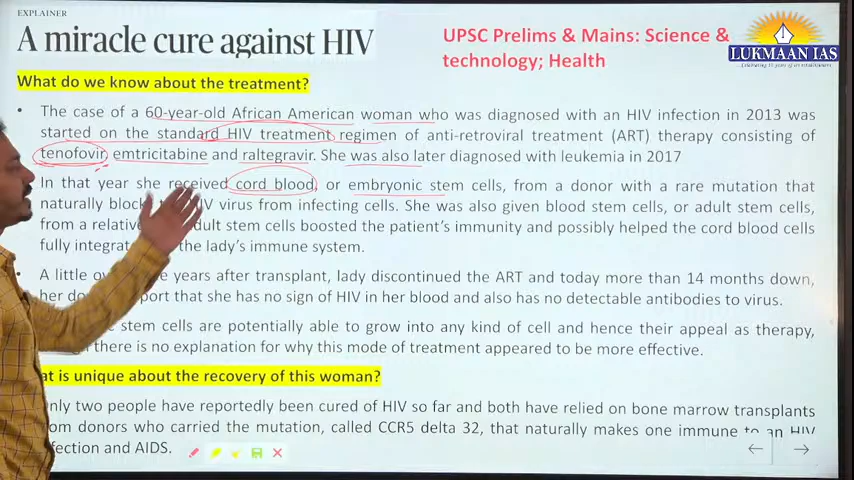 EXPLAINER
A miracle cure against HIV
UPSC Prelims & Mains: Science &
technology; Health
LUKMAAN IAS
What do we know about the treatment?
• The case of a 60-year-old African American woman who was diagnosed with an HIV infection in 2013 was
started on the standard HIV treatment regimen of anti-retroviral treatment (ART) therapy consisting of
tenofovir, emtricitabine and raltegravir. She was also later diagnosed with leukemia in 2017
In that year she received cord blood, or embryonic stem cells, from a donor with a rare mutation that
naturally HIV virus from infecting cells. She was also given blood stem cells, or adult stem cells,
from a relative stem cells boosted the patient's immunity and possibly helped the cord blood cells
fully the lady's immune system.
• A little years after transplant, lady discontinued the ART and today more than 14 months down,
her that she has no sign of HIV in her blood and also has no detectable antibodies to virus.
stem cells are potentially able to grow into any kind of cell and hence their appeal as therapy,
there is no explanation for why this mode of treatment appeared to be more effective.
is unique about the recovery of this woman?
only two people have reportedly been cured of HIV so far and both have relied on bone marrow transplants
donors who carried the mutation, called CCR5 delta 32, that naturally makes one immune to an HIV
and AIDS.